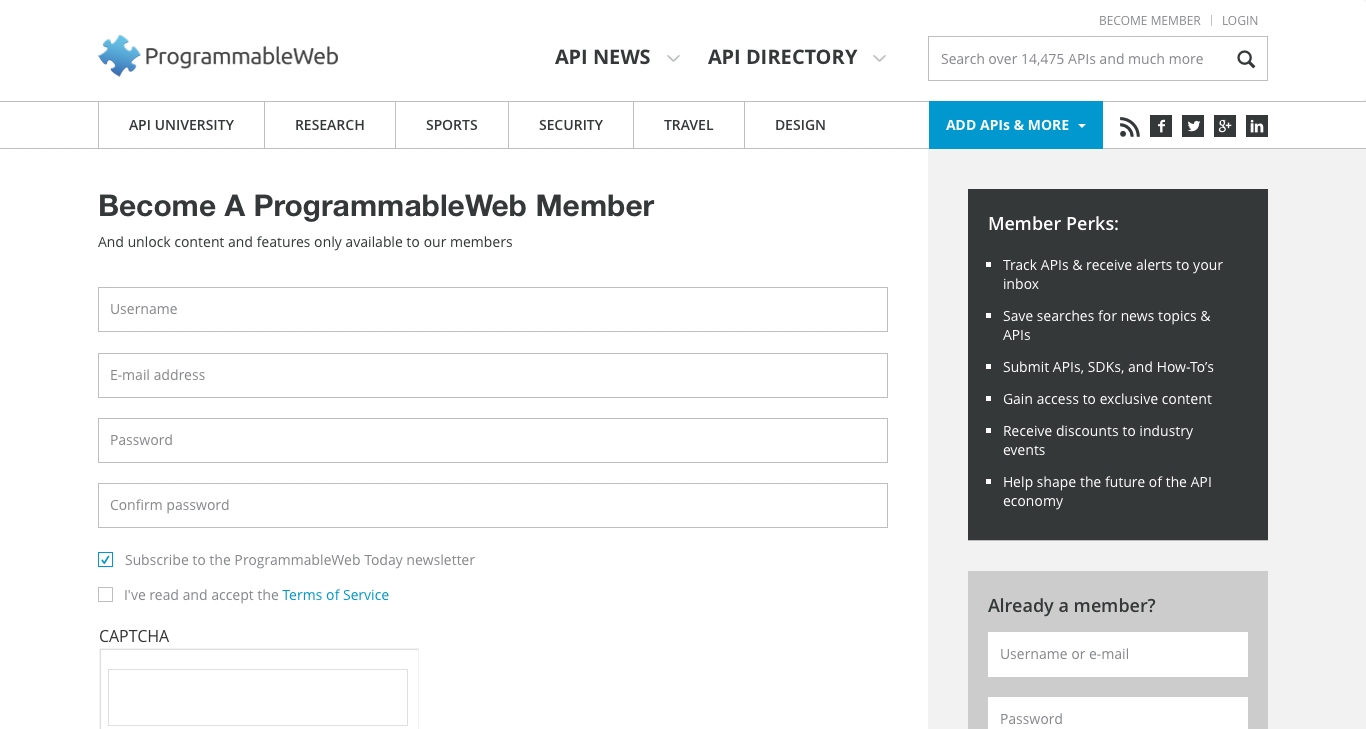 BECOME MEMBER | LOGIN
ProgrammableWeb
API NEWS
API DIRECTORY
Search over 14,475 APIs and much more
API UNIVERSITY
RESEARCH
SPORTS
SECURITY
TRAVEL
DESIGN
ADD APIs & MORE
Become A ProgrammableWeb Member
And unlock content and features only available to our members
Username
E-mail address
Password
Confirm password
Subscribe to the ProgrammableWeb Today newsletter
I've read and accept the Terms of Service
CAPTCHA
Member Perks:
Track APIs & receive alerts to your
inbox
Save searches for news topics &
APIs
Submit APIs, SDKs, and How-To’s
Gain access to exclusive content
Receive discounts to industry
events
Help shape the future of the API
economy
Already a member?
Username or e-mail
Password